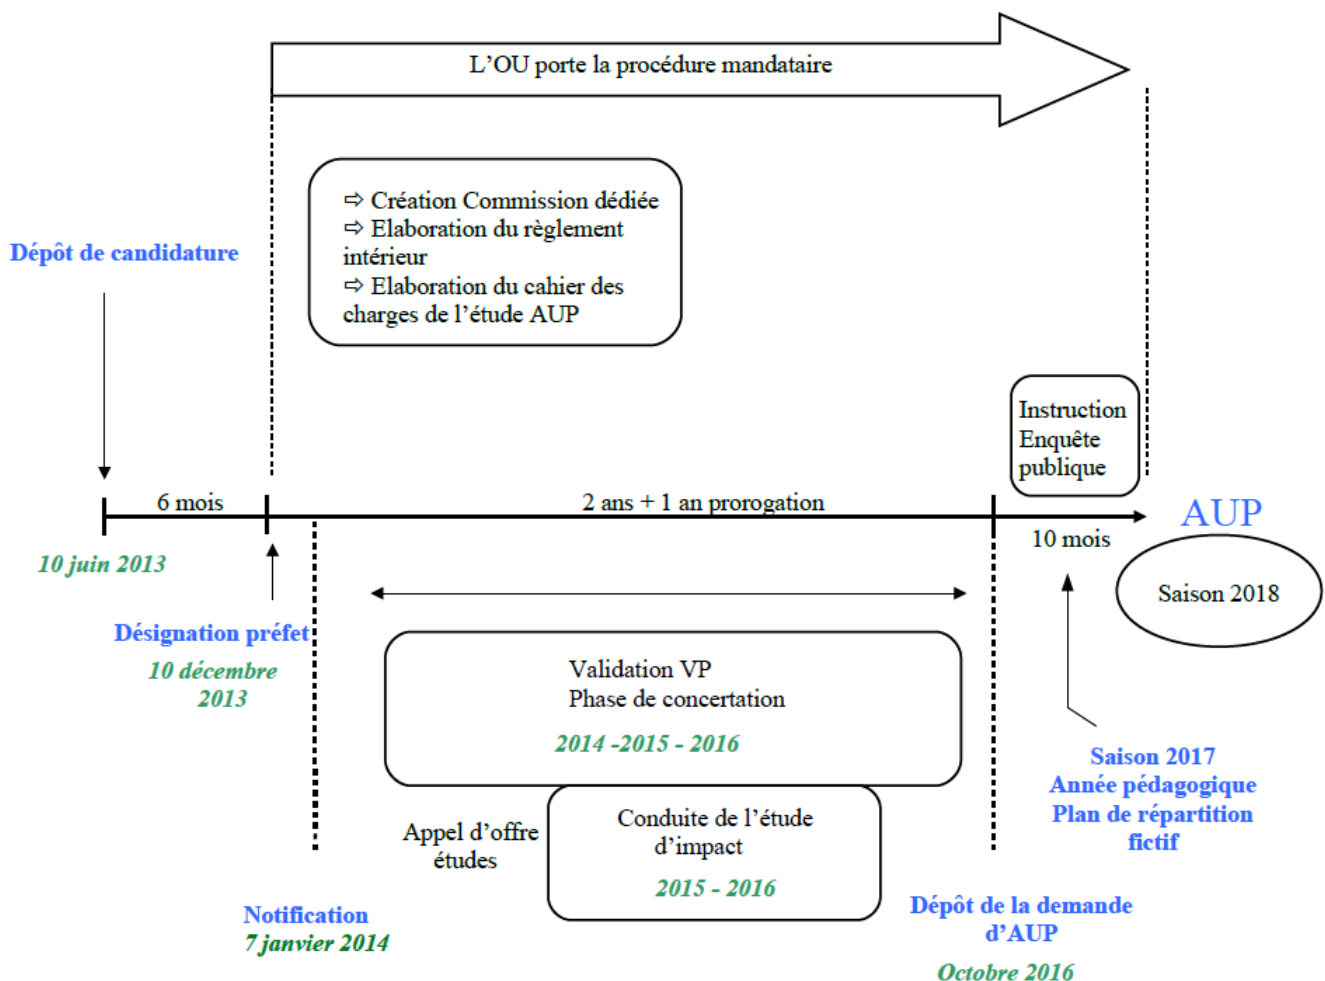 L’OU porte la procédure mandataire
⇨ Création Commission dédiée
⇨ Elaboration du règlement
intérieur
⇨ Elaboration du cahier des
charges de l’étude AUP
Dépôt de candidature
Instruction
Enquête
publique
6 mois
2 ans + 1 an prorogation
AUP
10 mois
10 juin 2013
Saison 2018
Désignation préfet
10 décembre
2013
Validation VP
Phase de concertation
2014 -2015 - 2016
Saison 2017
Année pédagogique
Plan de répartition
fictif
Appel d’offre
études
Conduite de l’étude
d’impact
2015 - 2016
Notification
7 janvier 2014
Dépôt de la demande
d’AUP
Octobre 2016